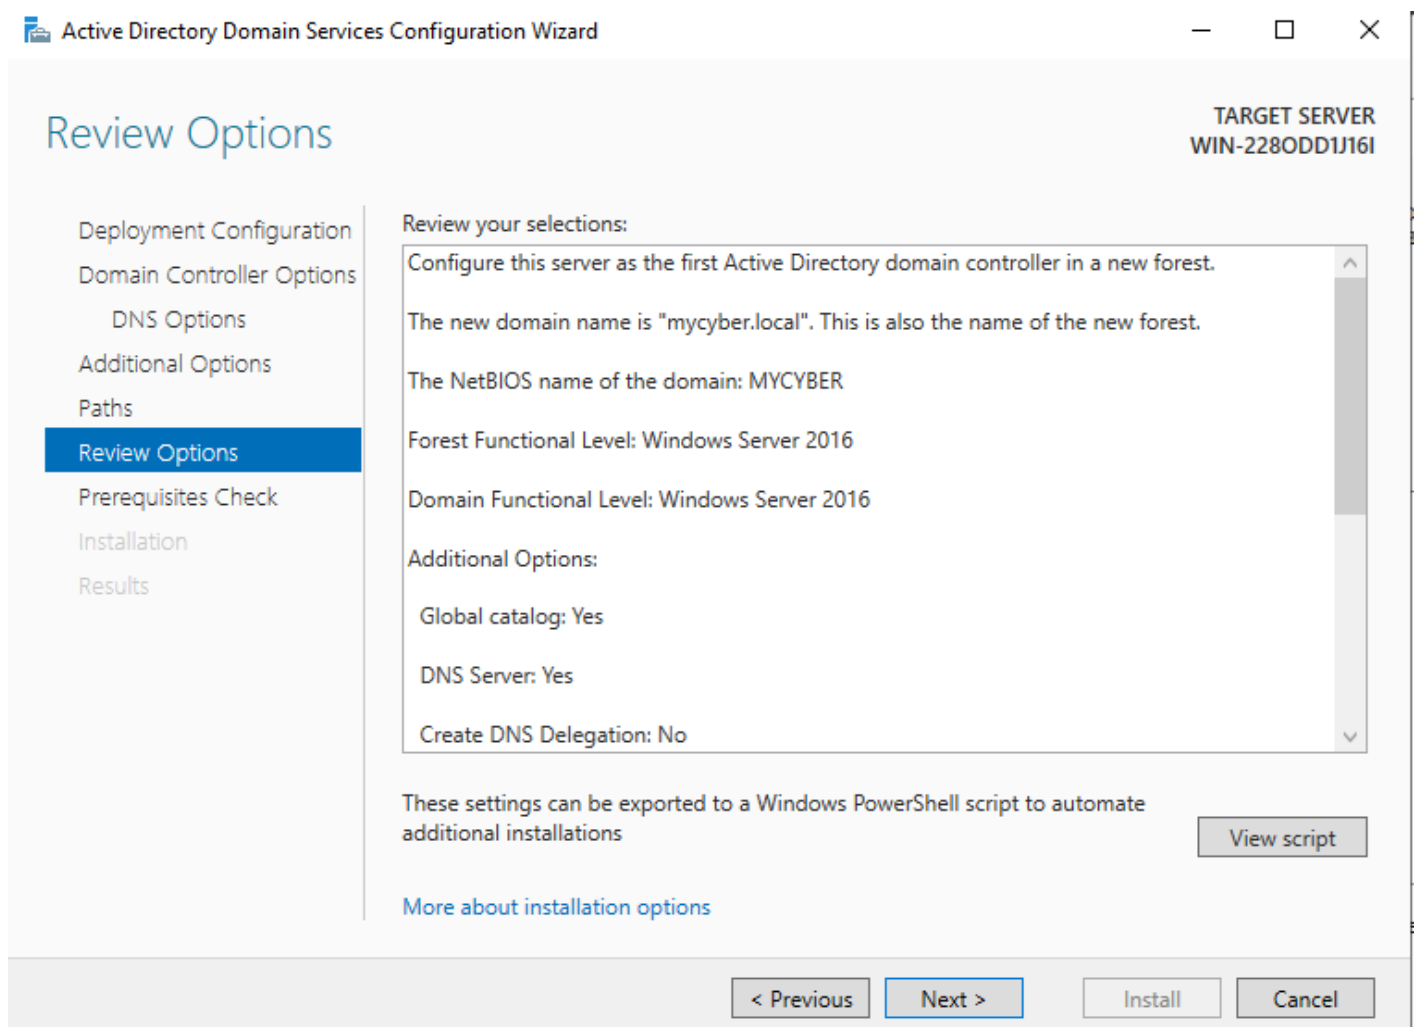 Active Directory Domain Services Configuration Wizard
Review Options
TARGET SERVER
WIN-228ODD1J16I
Deployment Configuration
Domain Controller Options
DNS Options
Additional Options
Paths
Review Options
Prerequisites Check
Installation
Results
Review your selections:
Configure this server as the first Active Directory domain controller in a new forest.
The new domain name is "mycyber.local". This is also the name of the new forest.
The NetBIOS name of the domain: MYCYBER
Forest Functional Level: Windows Server 2016
Domain Functional Level: Windows Server 2016
Additional Options:
Global catalog: Yes
DNS Server: Yes
Create DNS Delegation: No
These settings can be exported to a Windows PowerShell script to automate
additional installations
View script
More about installation options
< Previous
Next >
Install
Cancel